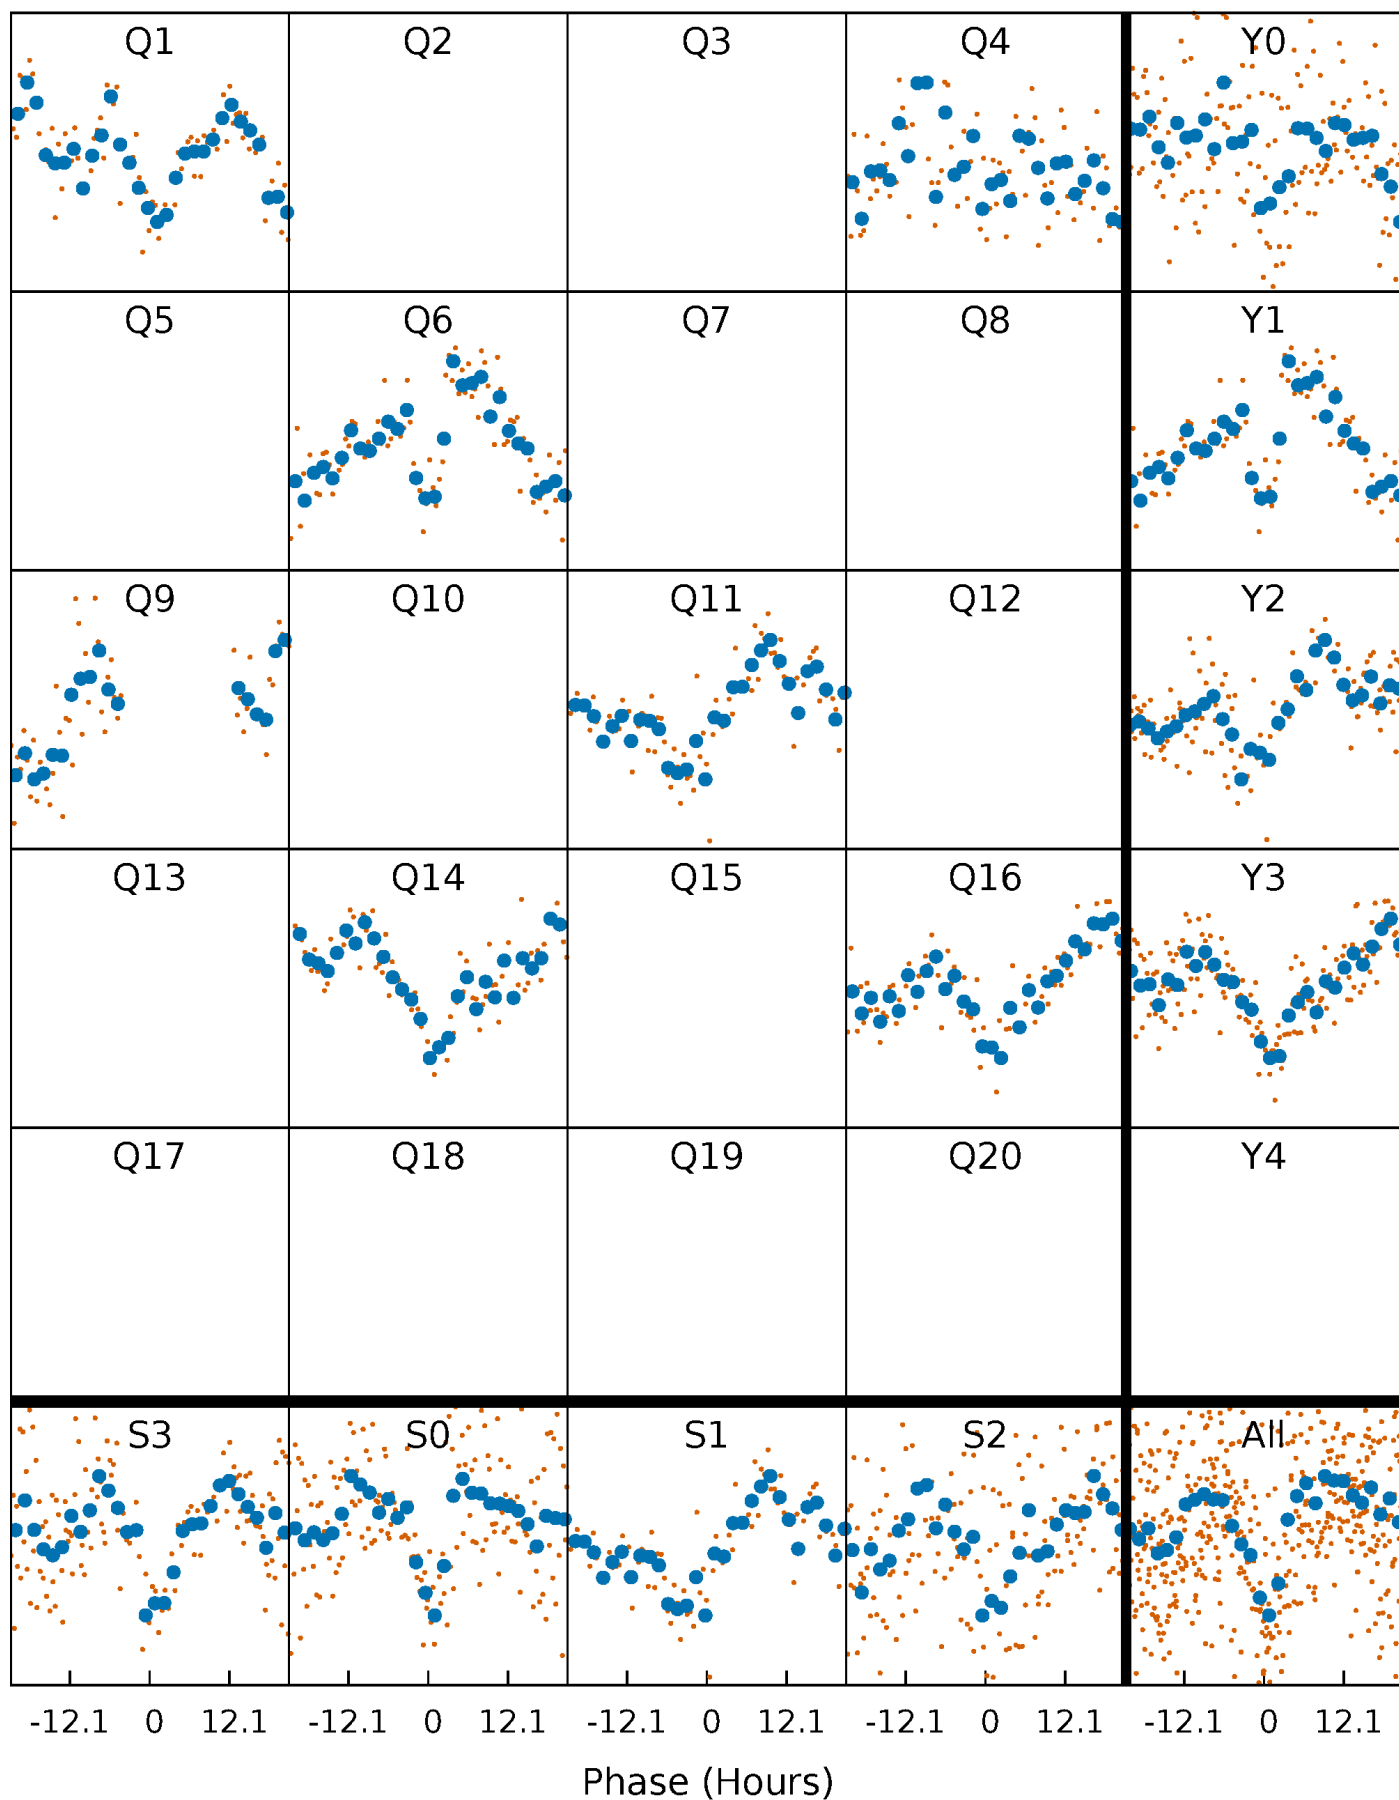 Q1 Q2 Q3 Q4 Y0
Q5 Q6 Q7 Q8 Y1
Q9 Q10 Q11 Q12 Y2
Q13 Q14 Q15 Q16 Y3
Q17 Q18 Q19 Q20 Y4
S3 S0 S1 S2 All
-12.1 0 12.1 -12.1 0 12.1 -12.1 0 12.1 -12.1 0 12.1 -12.1 0 12.1
Phase (Hours)